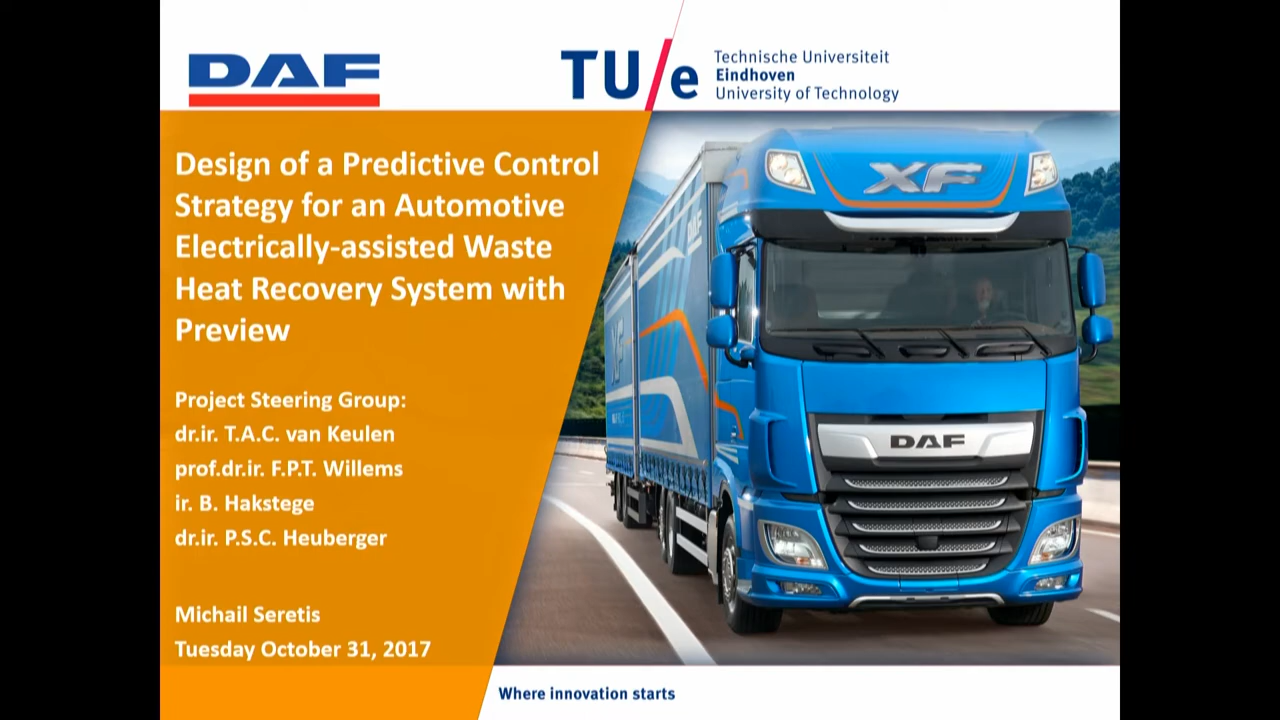 DAF
TU/e
Technische Universiteit
Eindhoven
University of Technology
Design of a Predictive Control
Strategy for an Automotive
Electrically-assisted Waste
Heat Recovery System with
Preview
Project Steering Group:
dr.ir. T.A.C. van Keulen
prof.dr.ir. F.P.T. Willems
ir. B. Hakstege
dr.ir. P.S.C. Heuberger
Michail Seretis
Tuesday October 31, 2017
XF
DAF
XF
DAF
Where innovation starts